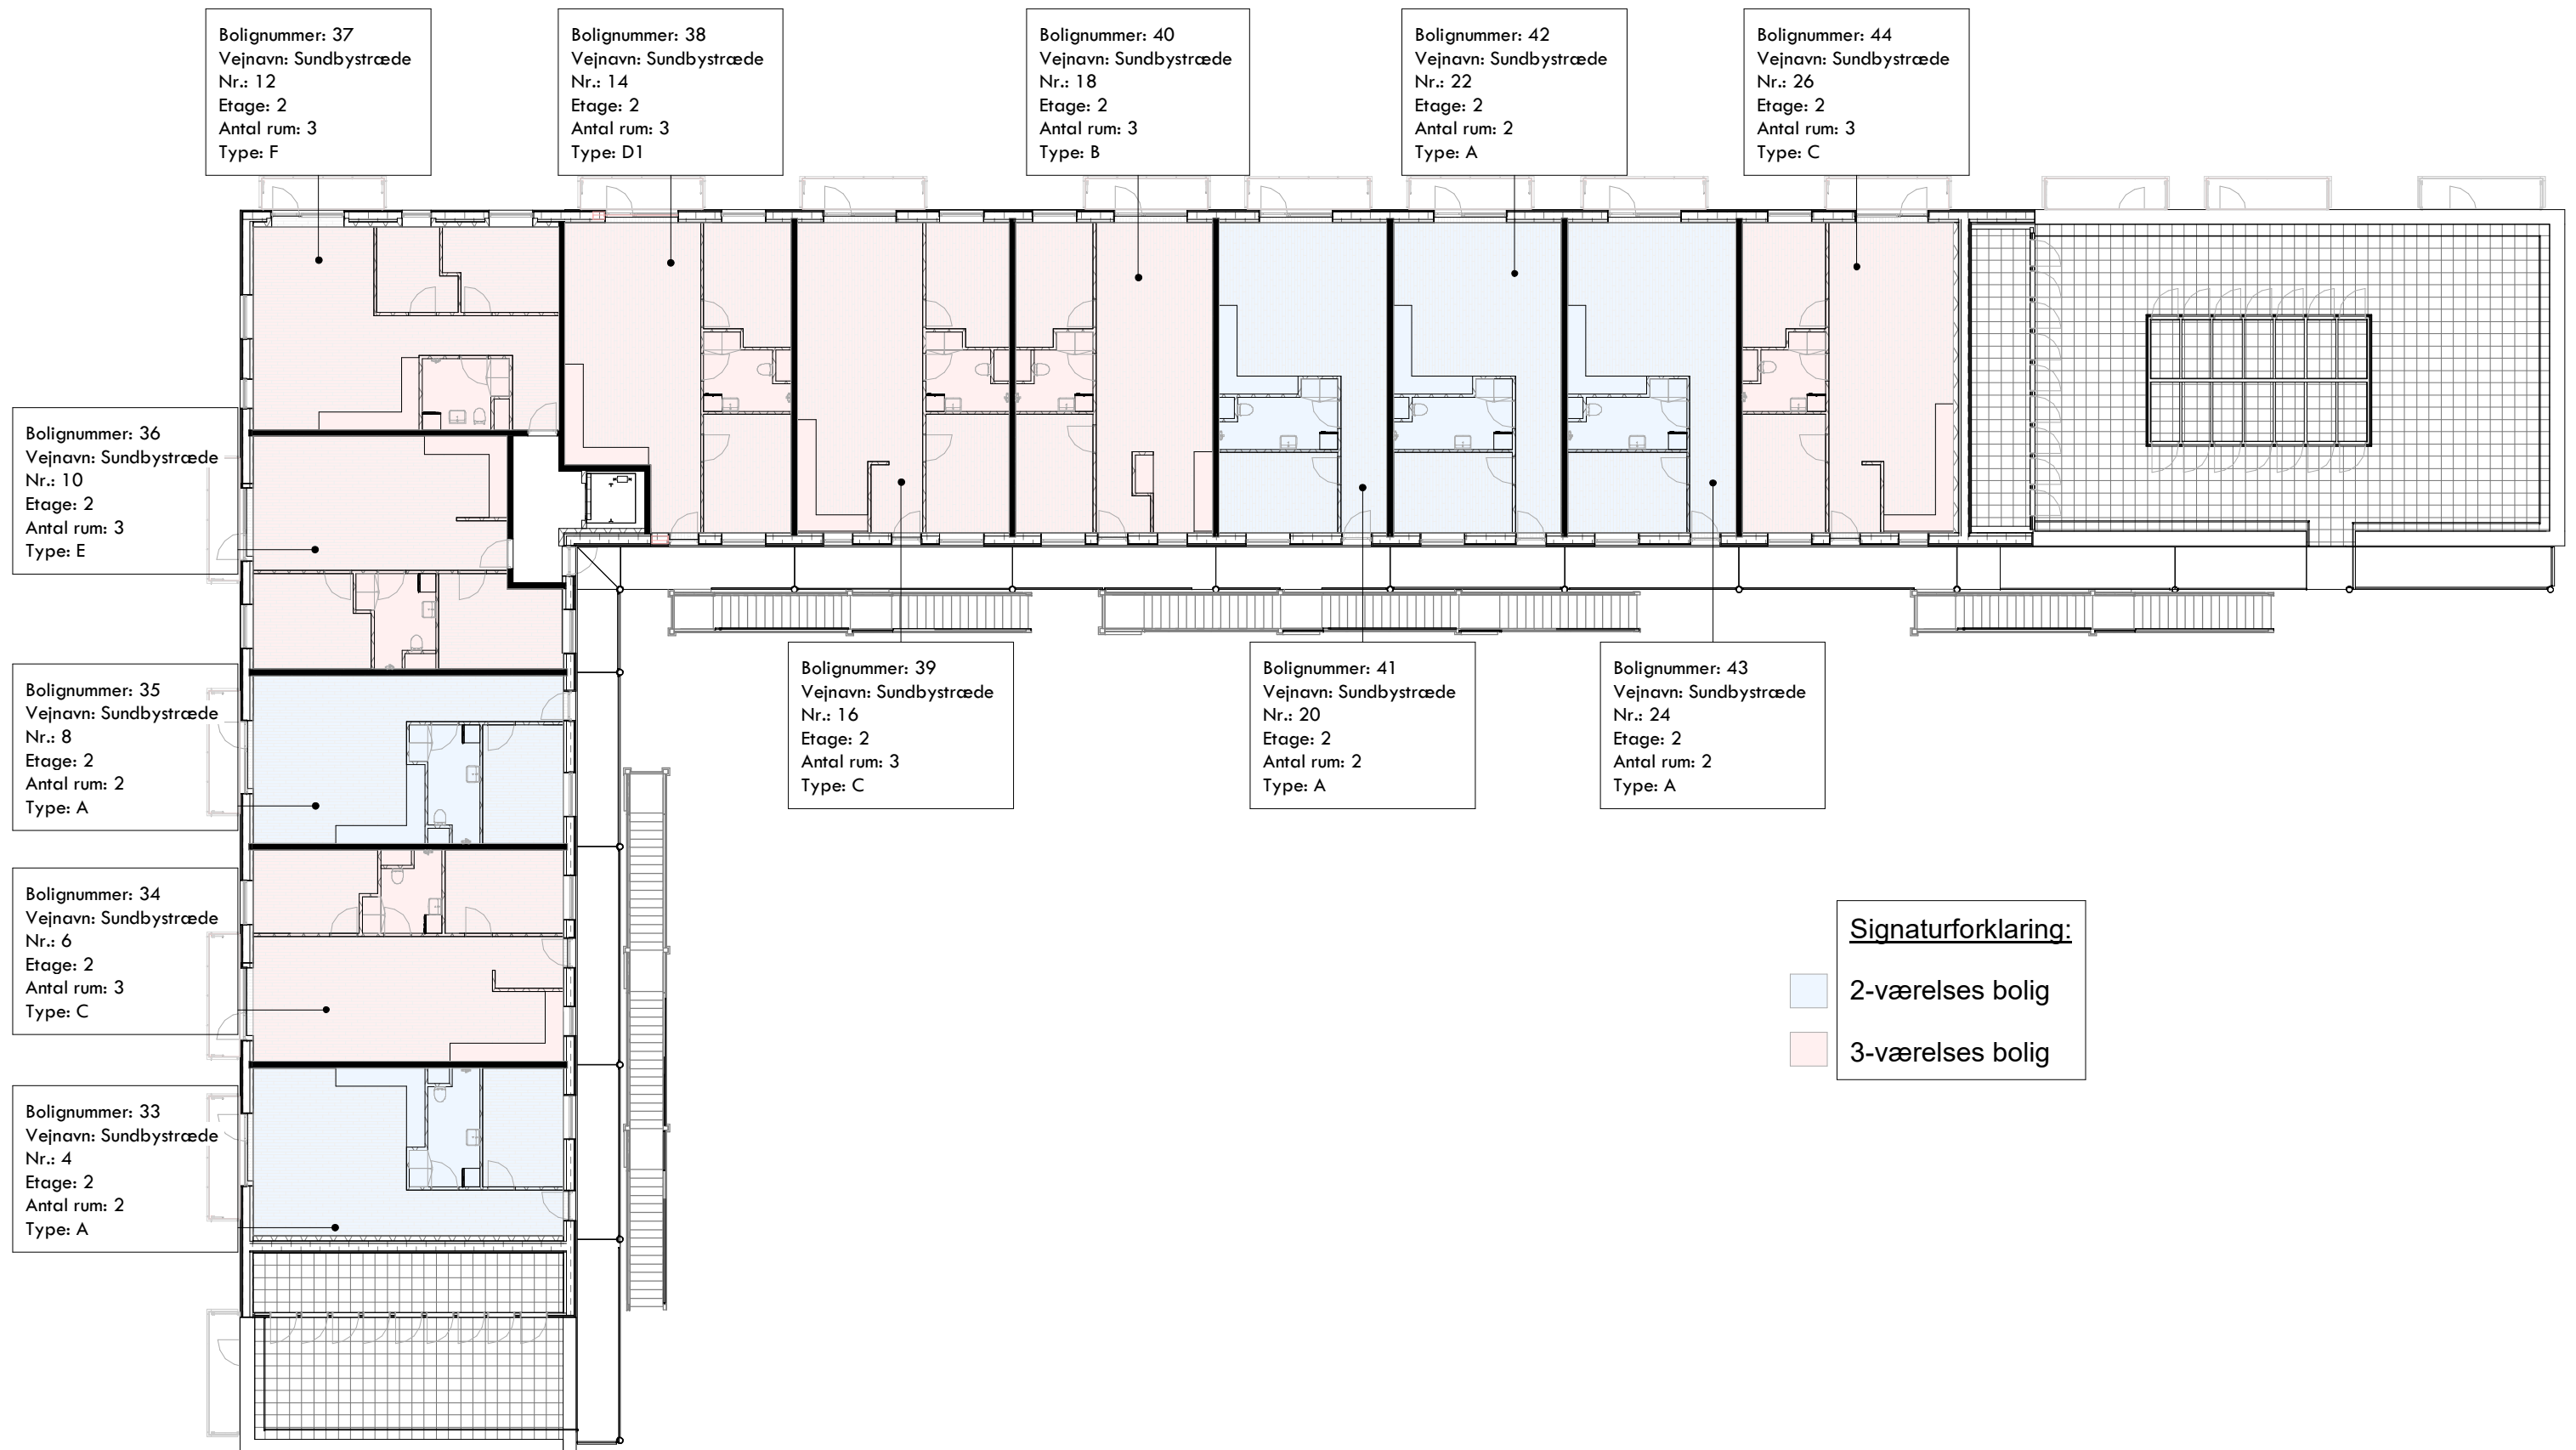 Bolignummer: 37
Vejnavn: Sundbystræde
Nr.: 12
Etage: 2
Antal rum: 3
Type: F
Bolignummer: 38
Vejnavn: Sundbystræde
Nr.: 14
Etage: 2
Antal rum: 3
Type: D1
Bolignummer: 40
Vejnavn: Sundbystræde
Nr.: 18
Etage: 2
Antal rum: 3
Type: B
Bolignummer: 42
Vejnavn: Sundbystræde
Nr.: 22
Etage: 2
Antal rum: 2
Type: A
Bolignummer: 44
Vejnavn: Sundbystræde
Nr.: 26
Etage: 2
Antal rum: 3
Type: C
Bolignummer: 36
Vejnavn: Sundbystræde
Nr.: 10
Etage: 2
Antal rum: 3
Type: E
Bolignummer: 35
Vejnavn: Sundbystræde
Nr.: 8
Etage: 2
Antal rum: 2
Type: A
Bolignummer: 39
Vejnavn: Sundbystræde
Nr.: 16
Etage: 2
Antal rum: 3
Type: C
Bolignummer: 41
Vejnavn: Sundbystræde
Nr.: 20
Etage: 2
Antal rum: 2
Type: A
Bolignummer: 43
Vejnavn: Sundbystræde
Nr.: 24
Etage: 2
Antal rum: 2
Type: A
Bolignummer: 34
Vejnavn: Sundbystræde
Nr.: 6
Etage: 2
Antal rum: 3
Type: C
Bolignummer: 33
Vejnavn: Sundbystræde
Nr.: 4
Etage: 2
Antal rum: 2
Type: A
Signaturforklaring:
2-værelses bolig
3-værelses bolig